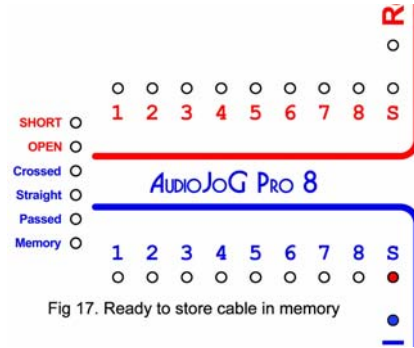 R
1 2 3 4 5 6 7 8 S
SHORT
OPEN
Crossed
Straight
Passed
Memory
AUDIOJOG PRO 8
1 2 3 4 5 6 7 8 S
Fig 17. Ready to store cable in memory